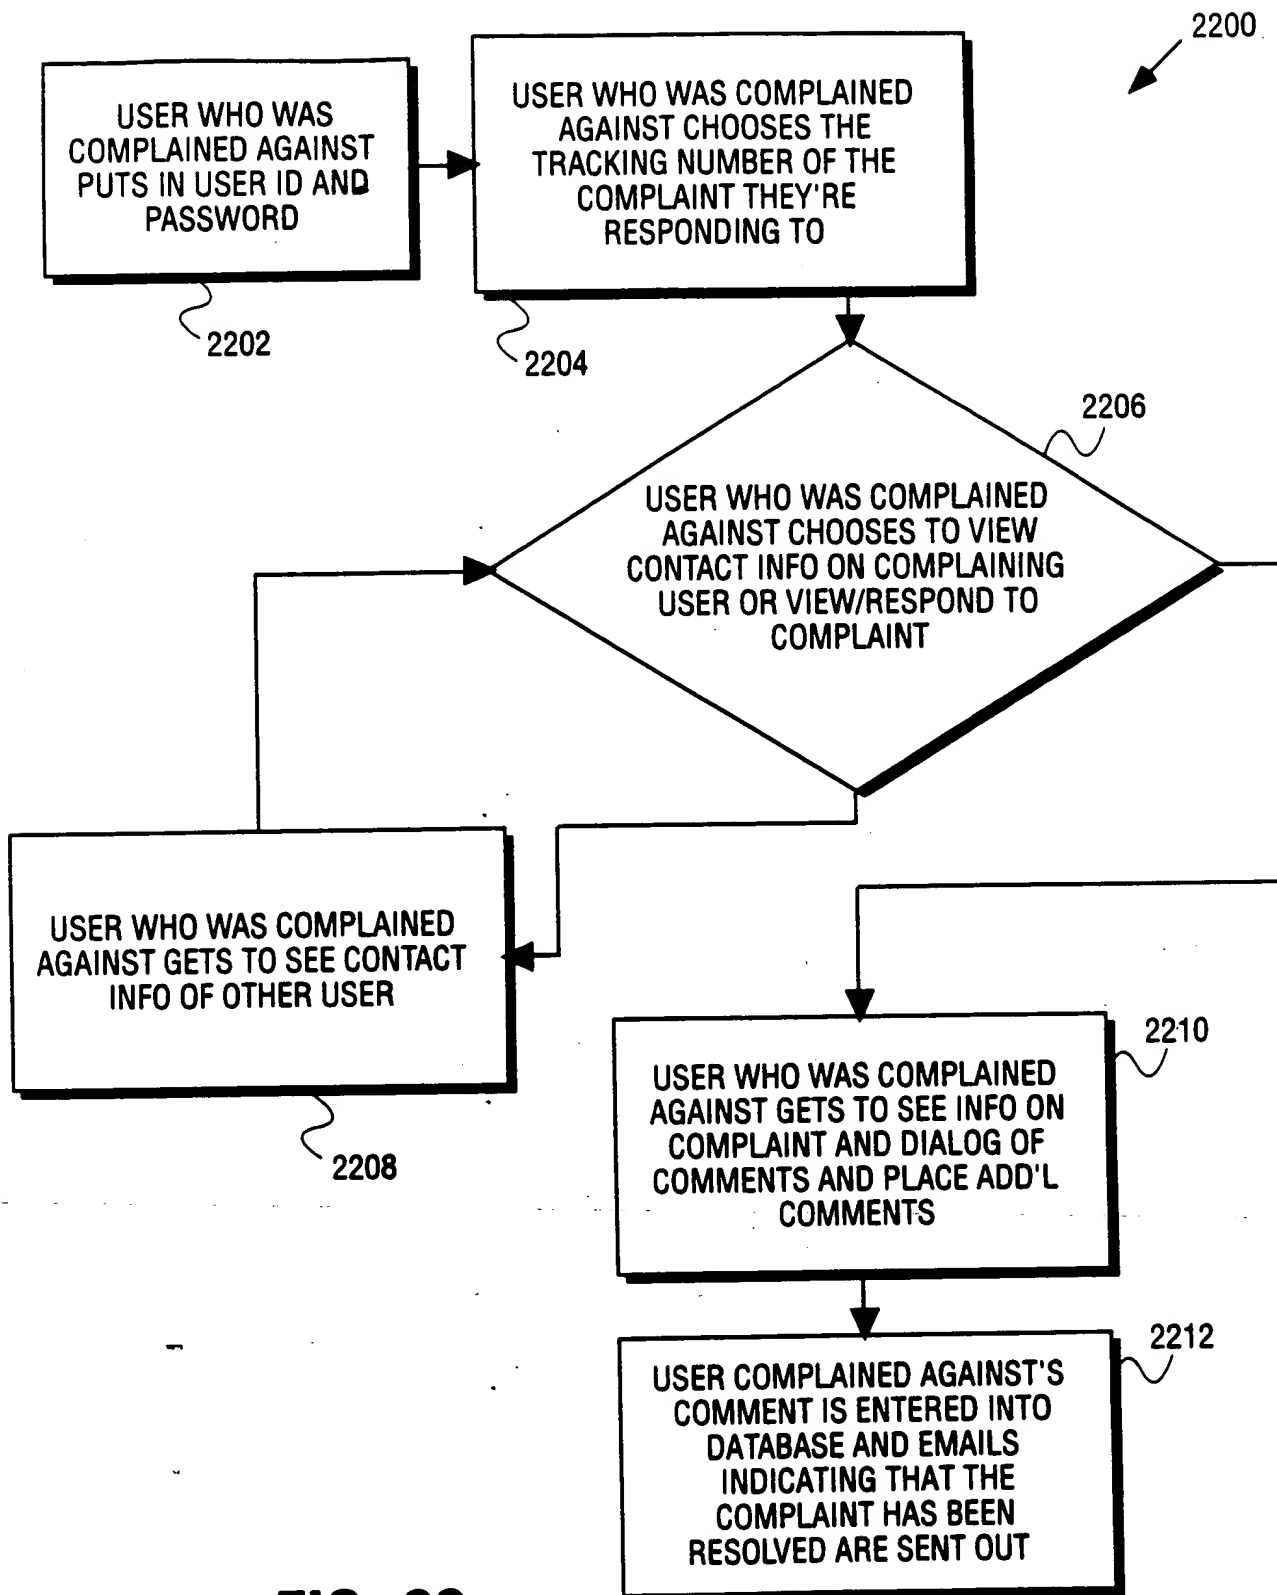 2200
USER WHO WAS
COMPLAINED AGAINST
PUTS IN USER ID AND
PASSWORD
2202
USER WHO WAS COMPLAINED
AGAINST CHOOSES THE
TRACKING NUMBER OF THE
COMPLAINT THEY'RE
RESPONDING TO
2204
2206
USER WHO WAS COMPLAINED
AGAINST CHOOSES TO VIEW
CONTACT INFO ON COMPLAINING
USER OR VIEW/RESPOND TO
COMPLAINT
USER WHO WAS COMPLAINED
AGAINST GETS TO SEE CONTACT
INFO OF OTHER USER
2208
2210
USER WHO WAS COMPLAINED
AGAINST GETS TO SEE INFO ON
COMPLAINT AND DIALOG OF
COMMENTS AND PLACE ADD'L
COMMENTS
2212
USER COMPLAINED AGAINST'S
COMMENT IS ENTERED INTO
DATABASE AND EMAILS
INDICATING THAT THE
COMPLAINT HAS BEEN
RESOLVED ARE SENT OUT